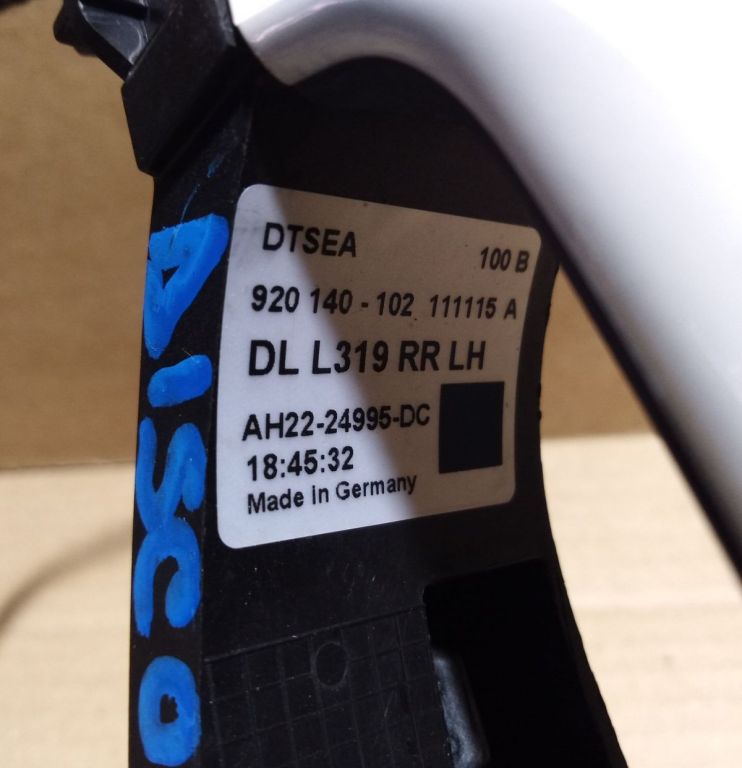 DTSEA 100 B
920 140 - 102 111115 A
DL L319 RR LH
AH22-24995-DC
18:45:32
Made in Germany
DISCO